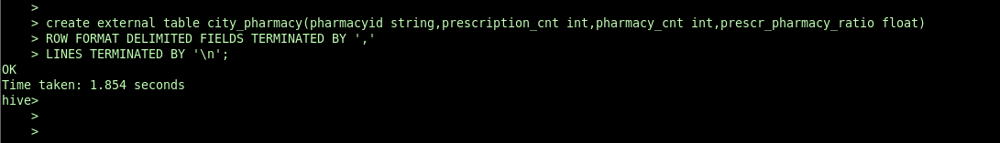 >
> create external table city_pharmacy(pharmacyid string,prescription_cnt int,pharmacy_cnt int,prescr_pharmacy_ratio float)
> ROW FORMAT DELIMITED FIELDS TERMINATED BY ','
> LINES TERMINATED BY '\n';
OK
Time taken: 1.854 seconds
hive>
>
>